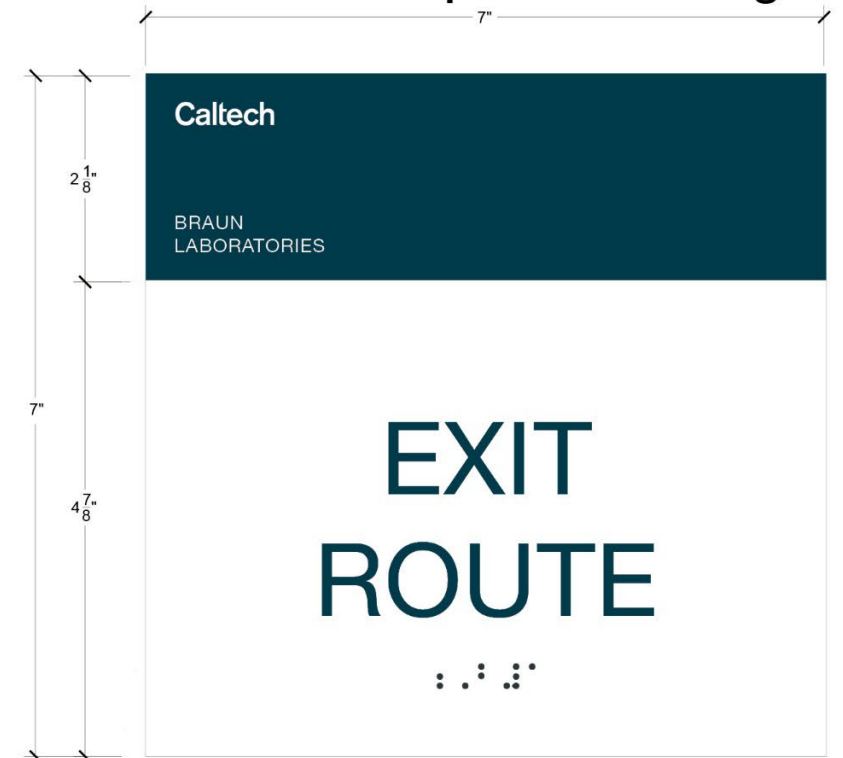 7"
Caltech
2 1/8"
BRAUN
LABORATORIES
7"
EXIT
4 7/8"
ROUTE